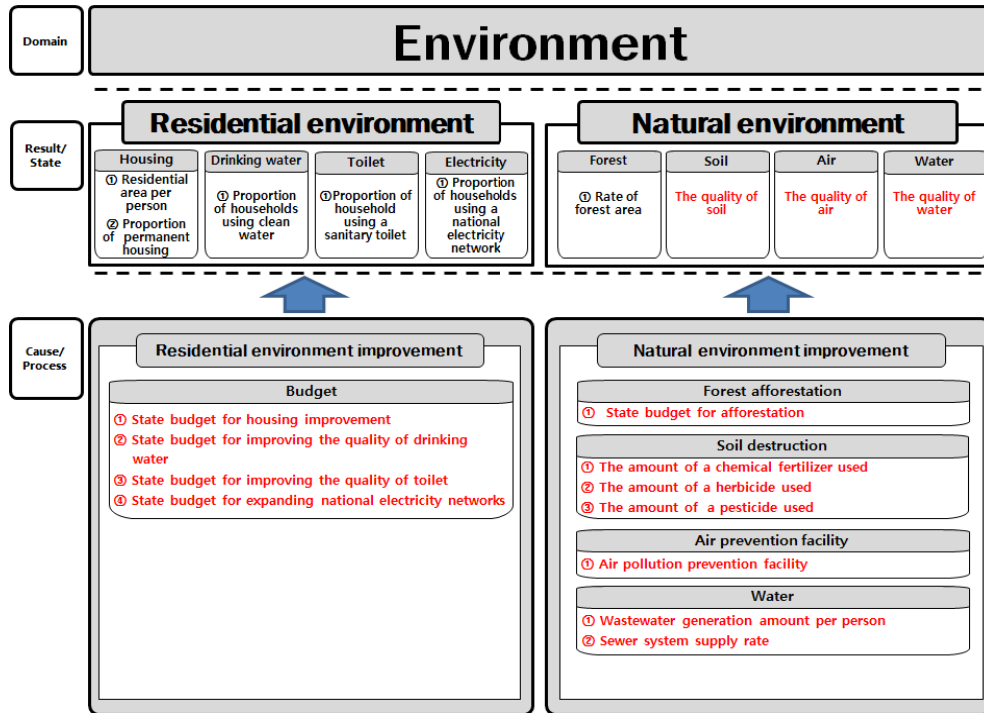 Domain
Environment
Result/
State
Residential environment
Housing
① Residential
area per
person
② Proportion
of permanent
housing
Drinking water
① Proportion
of households
using clean
water
Toilet
①Proportion of
household
using a
sanitary toilet
Electricity
① Proportion
of households
using a
national
electricity
network
Natural environment
Forest
① Rate of
forest area
Soil
The quality of
soil
Air
The quality of
air
Water
The quality of
water
Cause/
Process
Residential environment improvement
Budget
① State budget for housing improvement
② State budget for improving the quality of drinking
water
③ State budget for improving the quality of toilet
④ State budget for expanding national electricity networks
Natural environment improvement
Forest afforestation
① State budget for afforestation
Soil destruction
① The amount of a chemical fertilizer used
② The amount of a herbicide used
③ The amount of a pesticide used
Air prevention facility
① Air pollution prevention facility
Water
① Wastewater generation amount per person
② Sewer system supply rate